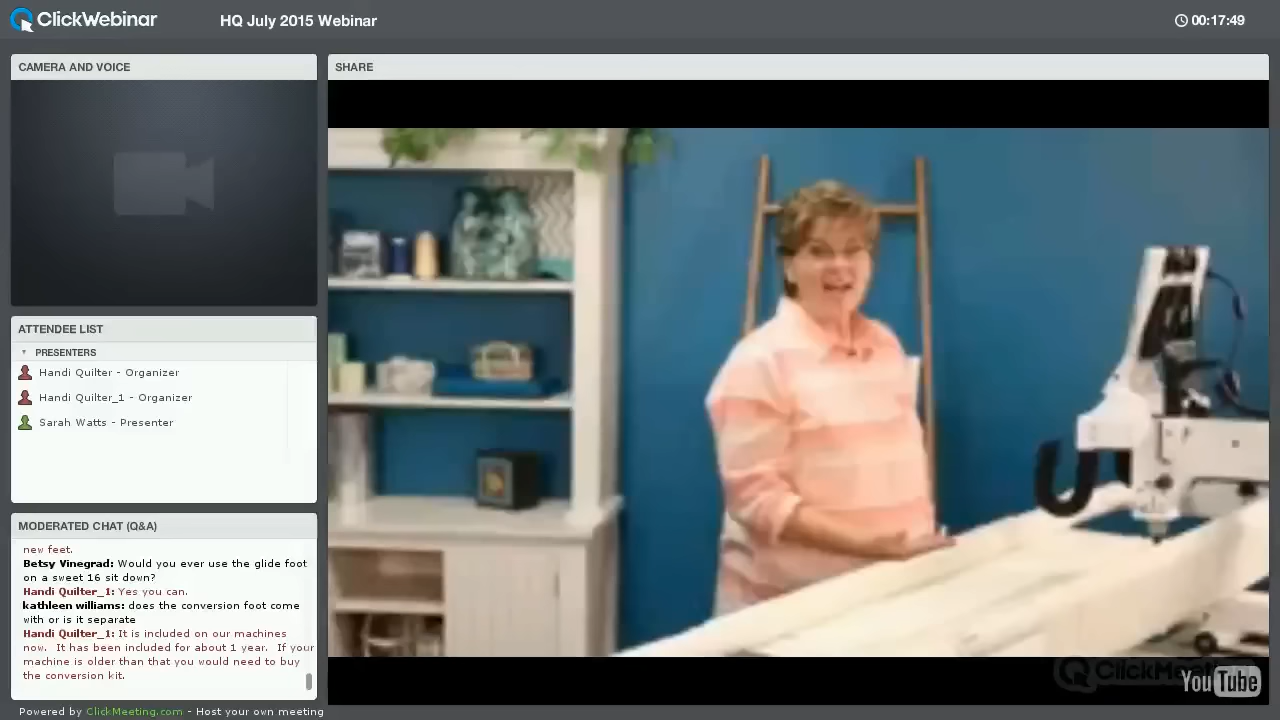 ClickWebinar
HQ July 2015 Webinar
00:17:49
CAMERA AND VOICE
SHARE
ATTENDEE LIST
PRESENTERS
Handi Quilter - Organizer
Handi Quilter_1 - Organizer
Sarah Watts - Presenter
MODERATED CHAT (Q&A)
new feet.
Betsy Vinegrad: Would you ever use the glide foot
on a sweet 16 sit down?
Handi Quilter_1: Yes you can.
kathleen williams: does the conversion foot come
with or is it separate
Handi Quilter_1: It is included on our machines
now. It has been included for about 1 year. If your
machine is older than that you would need to buy
the conversion kit.
ClickMeeting
YouTube
Powered by ClickMeeting.com - Host your own meeting